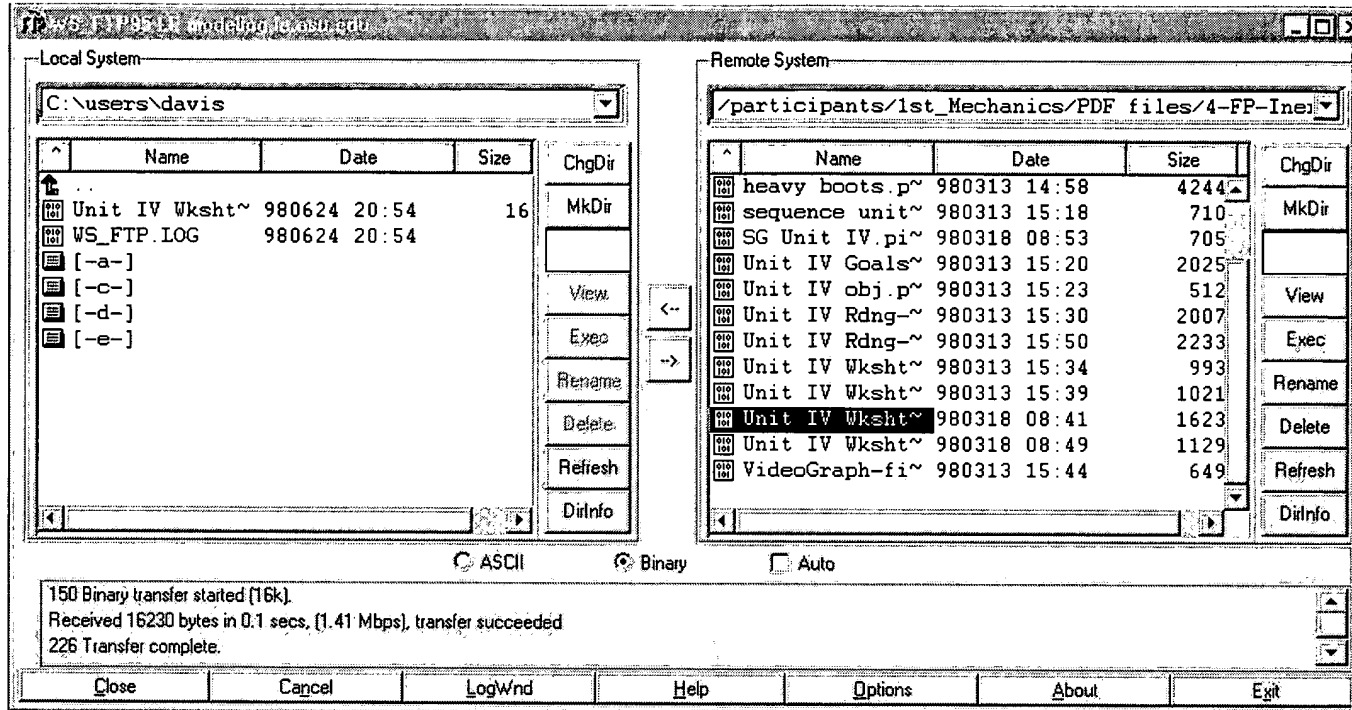 WS_FTP95 LE modeling.la.asu.edu
Local System
C:\users\davis
^ Name Date Size
..
Unit IV Wksht~ 980624 20:54 16
WS_FTP.LOG 980624 20:54
[-a-]
[-c-]
[-d-]
[-e-]
ChgDir
MkDir
View
Exec
Rename
Delete
Refresh
DirInfo
<--
-->
Remote System
/participants/1st_Mechanics/PDF files/4-FP-Iner
^ Name Date Size
heavy boots.p~ 980313 14:58 4244
sequence unit~ 980313 15:18 710
SG Unit IV.pi~ 980318 08:53 705
Unit IV Goals~ 980313 15:20 2025
Unit IV obj.p~ 980313 15:23 512
Unit IV Rdng-~ 980313 15:30 2007
Unit IV Rdng-~ 980313 15:50 2233
Unit IV Wksht~ 980313 15:34 993
Unit IV Wksht~ 980313 15:39 1021
Unit IV Wksht~ 980318 08:41 1623
Unit IV Wksht~ 980318 08:49 1129
VideoGraph-fi~ 980313 15:44 649
ChgDir
MkDir
View
Exec
Rename
Delete
Refresh
DirInfo
ASCII Binary Auto
150 Binary transfer started (16k).
Received 16230 bytes in 0.1 secs, (1.41 Mbps), transfer succeeded
226 Transfer complete.
Close Cancel LogWnd Help Options About Exit